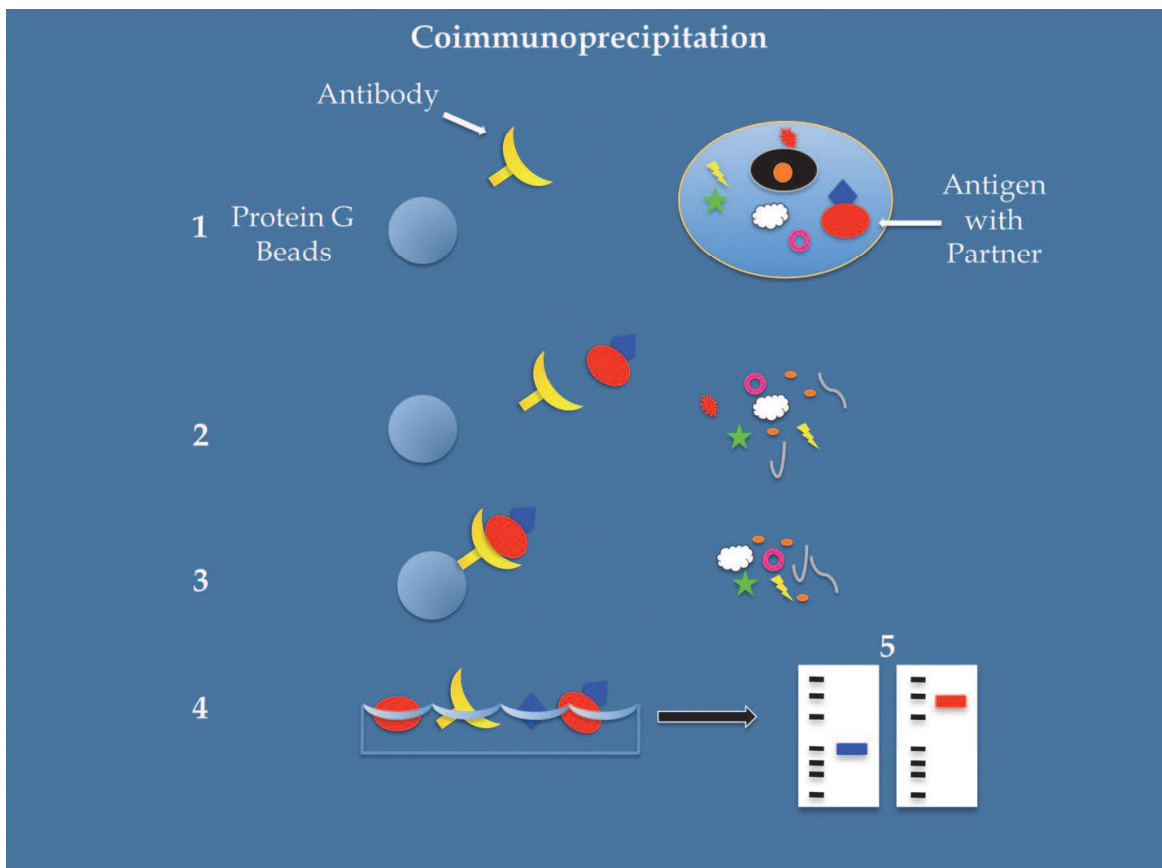 Coimmunoprecipitation
Antibody
1
Protein G
Beads
Antigen
with
Partner
2
3
4
5